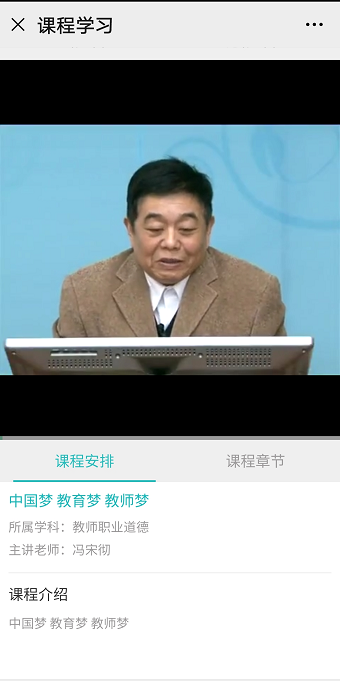 课程学习
课程安排
课程章节
中国梦 教育梦 教师梦
所属学科：教师职业道德
主讲老师：冯宋彻
课程介绍
中国梦 教育梦 教师梦